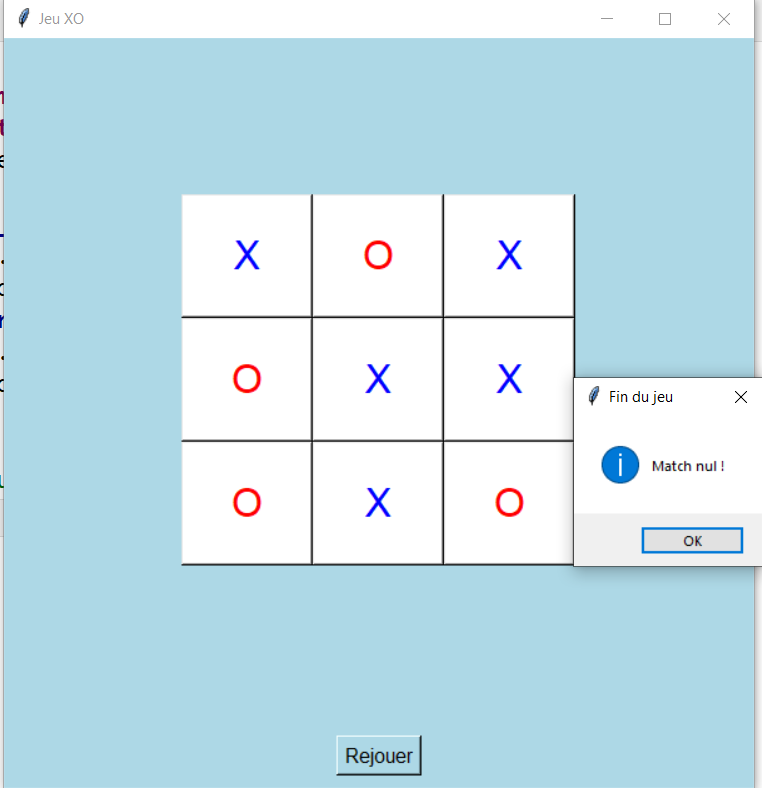 Jeu XO
X O X
O X X
Fin du jeu
Match nul !
OK
O X O
Rejouer